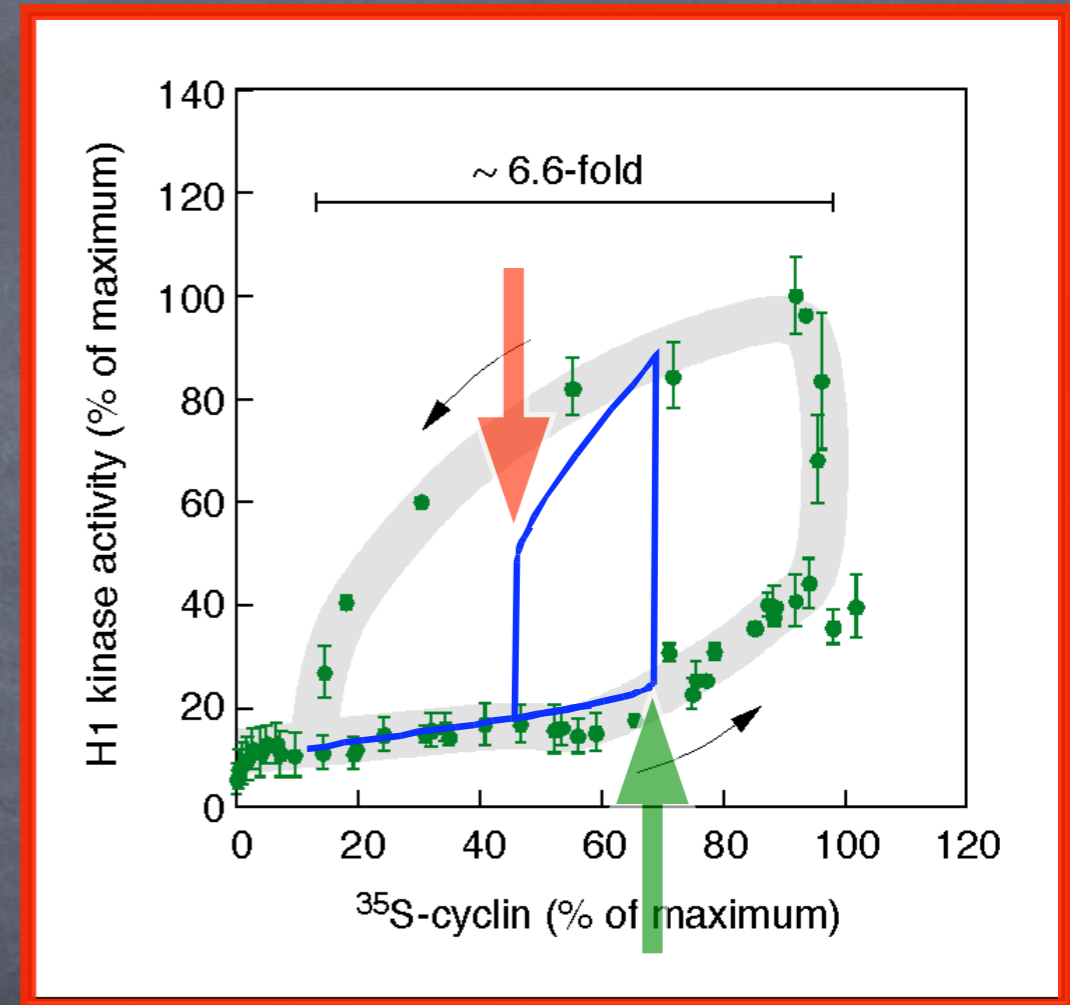 140
~ 6.6-fold
120
100
80
60
40
20
0
H1 kinase activity (% of maximum)
0 20 40 60 80 100 120
³⁵S-cyclin (% of maximum)